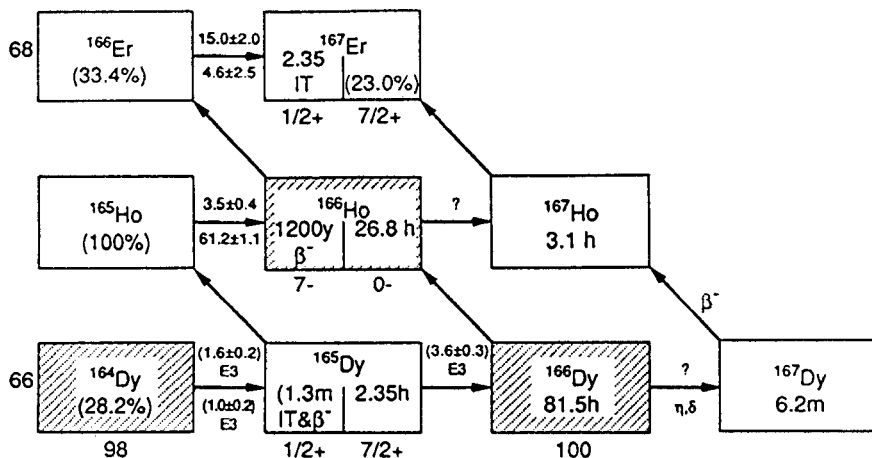 68
¹⁶⁶Er
(33.4%)
15.0±2.0
4.6±2.5
¹⁶⁷Er
2.35
IT
(23.0%)
1/2+
7/2+
¹⁶⁵Ho
(100%)
3.5±0.4
61.2±1.1
¹⁶⁶Ho
1200y
β⁻
26.8 h
7-
0-
?
¹⁶⁷Ho
3.1 h
β⁻
66
¹⁶⁴Dy
(28.2%)
98
(1.6±0.2)
E3
(1.0±0.2)
E3
¹⁶⁵Dy
(1.3m
IT&β⁻
2.35h
1/2+
7/2+
(3.6±0.3)
E3
¹⁶⁶Dy
81.5h
100
?
η,δ
¹⁶⁷Dy
6.2m